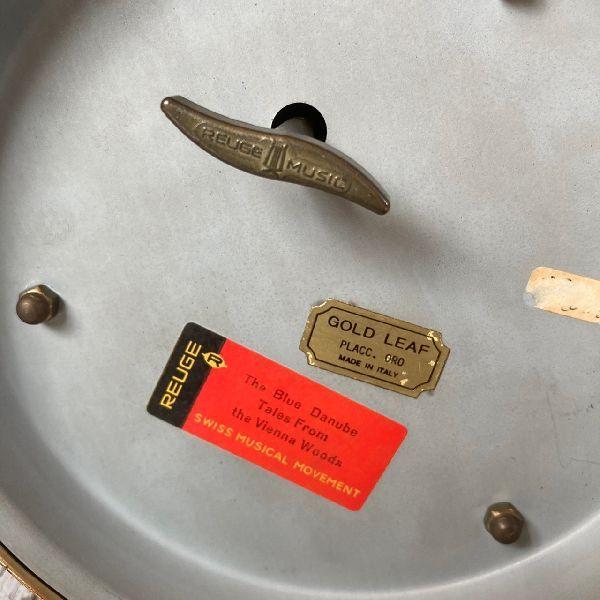 REUGE MUSIC
GOLD LEAF
PLACC. ORO
MADE IN ITALY
REUGE R
The Blue Danube
Tales From
the Vienna Woods
SWISS MUSICAL MOVEMENT